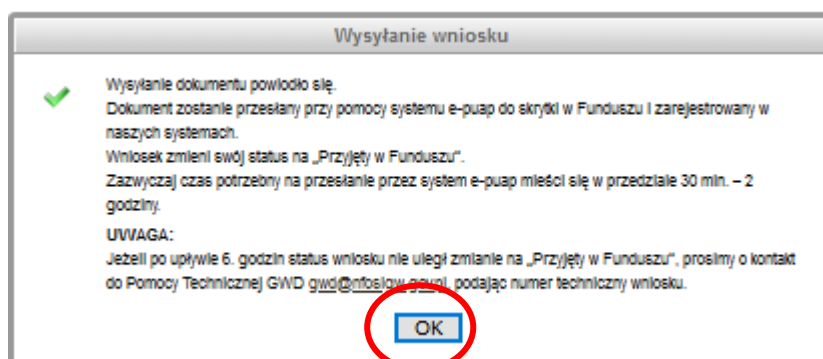 Wysyłanie wniosku
Wysyłanie dokumentu powiodło się.
Dokument zostanie przesłany przy pomocy systemu e-puap do skrytki w Funduszu i zarejestrowany w
naszych systemach.
Wniosek zmieni swój status na „Przyjęty w Funduszu”.
Zazwyczaj czas potrzebny na przesłanie przez system e-puap mieści się w przedziale 30 min. – 2
godziny.
UWAGA:
Jeżeli po upływie 6. godzin status wniosku nie uległ zmianie na „Przyjęty w Funduszu”, prosimy o kontakt
do Pomocy Technicznej GWD gwd@nfosigw.gov.pl, podając numer techniczny wniosku.
OK